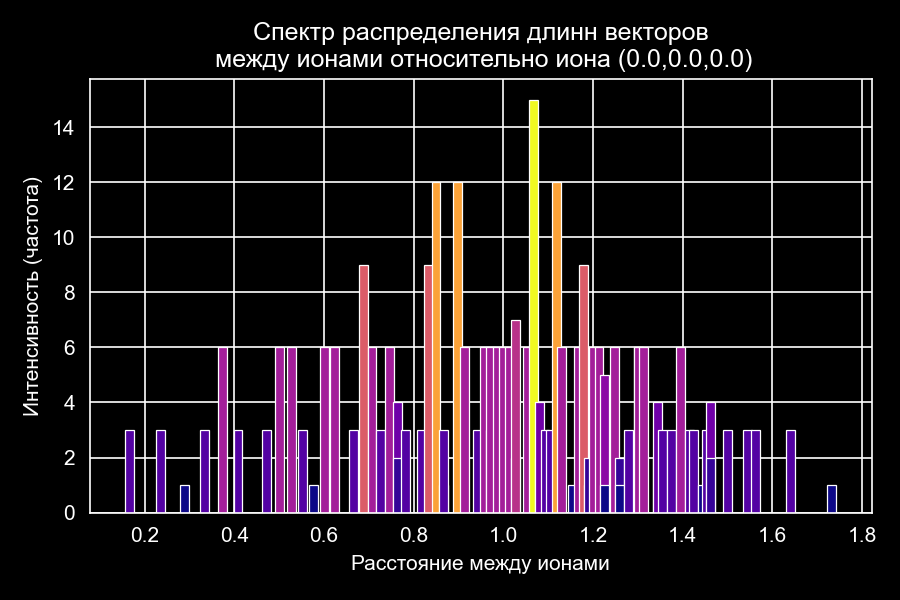 Спектр распределения длинн векторов
между ионами относительно иона (0.0,0.0,0.0)
Интенсивность (частота)
14
12
10
8
6
4
2
0
0.2 0.4 0.6 0.8 1.0 1.2 1.4 1.6 1.8
Расстояние между ионами